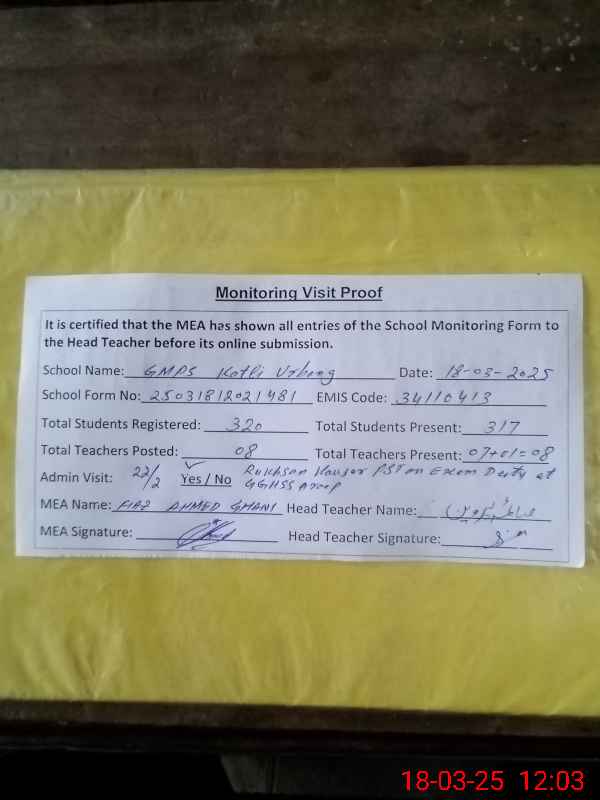 Monitoring Visit Proof
It is certified that the MEA has shown all entries of the School Monitoring Form to
the Head Teacher before its online submission.
School Name: GMPS Kotli Date: 18-03-2025
School Form No: 25031812021481 EMIS Code: 34110413
Total Students Registered: 320 Total Students Present: 317
Total Teachers Posted: 08 Total Teachers Present: 07+01=08
Admin Visit: 22/2 Yes / No Rukhsan Kausar PST on Exam Duty at
GGHSS
MEA Name: FIAZ AHMED GHANI Head Teacher Name:
MEA Signature: Head Teacher Signature:
18-03-25 12:03